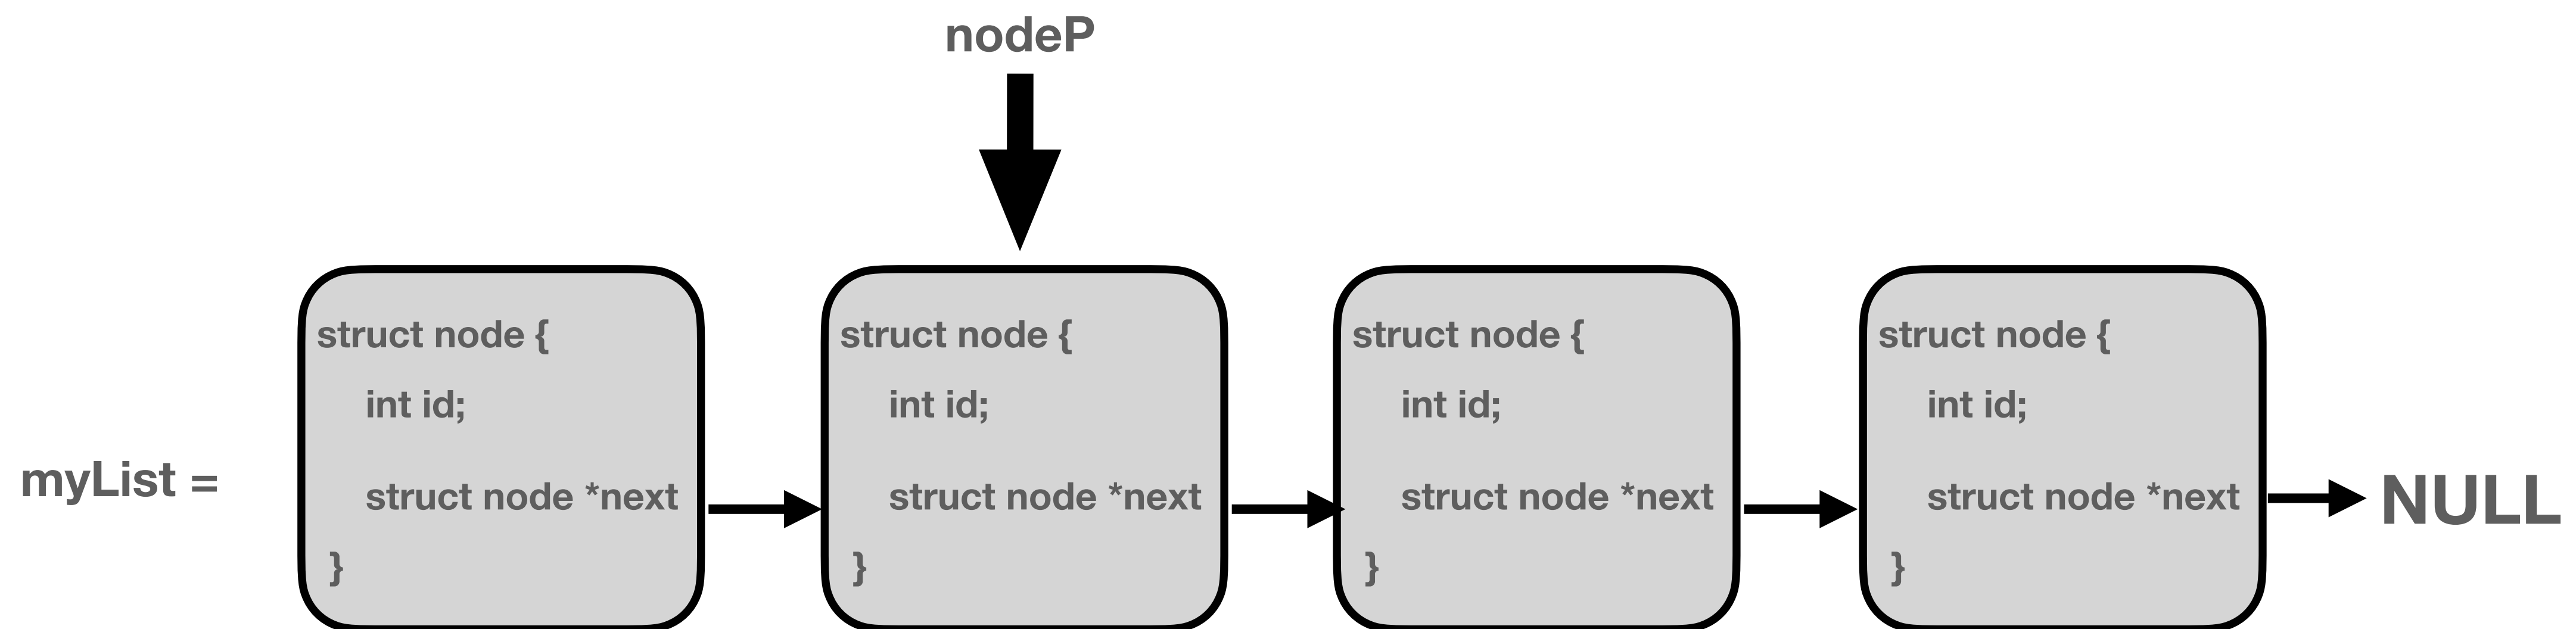 nodeP
myList =
struct node {
int id;
struct node *next
}
struct node {
int id;
struct node *next
}
struct node {
int id;
struct node *next
}
struct node {
int id;
struct node *next
}
NULL